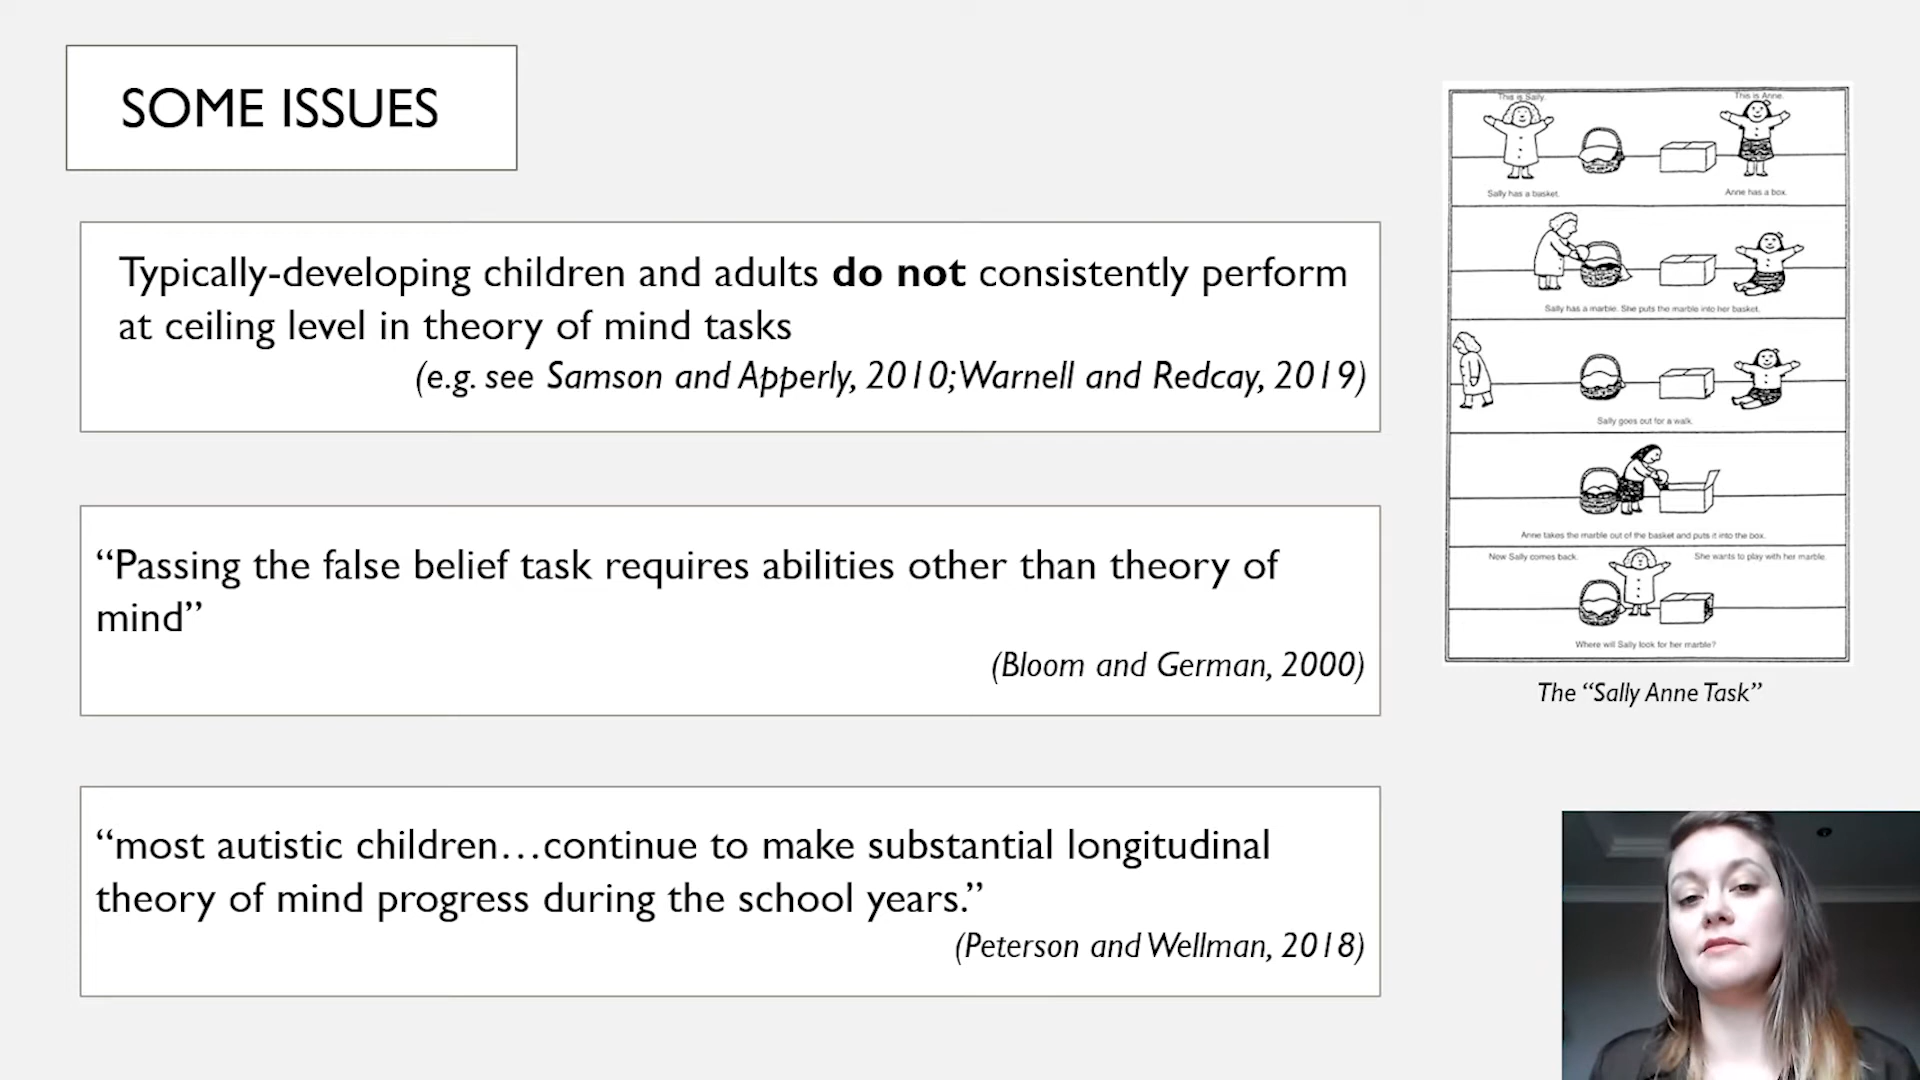 SOME ISSUES
Typically-developing children and adults do not consistently perform
at ceiling level in theory of mind tasks
(e.g. see Samson and Apperly, 2010; Warnell and Redcay, 2019)
“Passing the false belief task requires abilities other than theory of
mind”
(Bloom and German, 2000)
“most autistic children…continue to make substantial longitudinal
theory of mind progress during the school years.”
(Peterson and Wellman, 2018)
This is Sally.
This is Anne.
Sally has a basket.
Anne has a box.
Sally has a marble. She puts the marble into her basket.
Sally goes out for a walk.
Anne takes the marble out of the basket and puts it into the box.
Now Sally comes back.
She wants to play with her marble.
Where will Sally look for her marble?
The “Sally Anne Task”